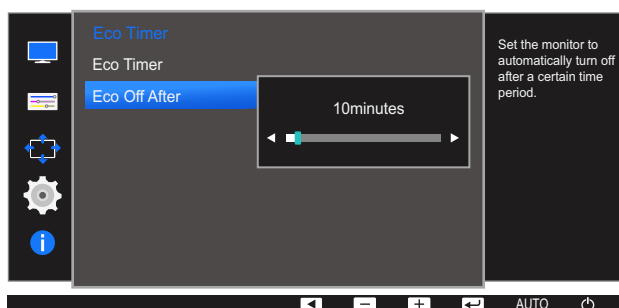 Eco Timer
Eco Timer
Eco Off After
10minutes
Set the monitor to
automatically turn off
after a certain time
period.
AUTO